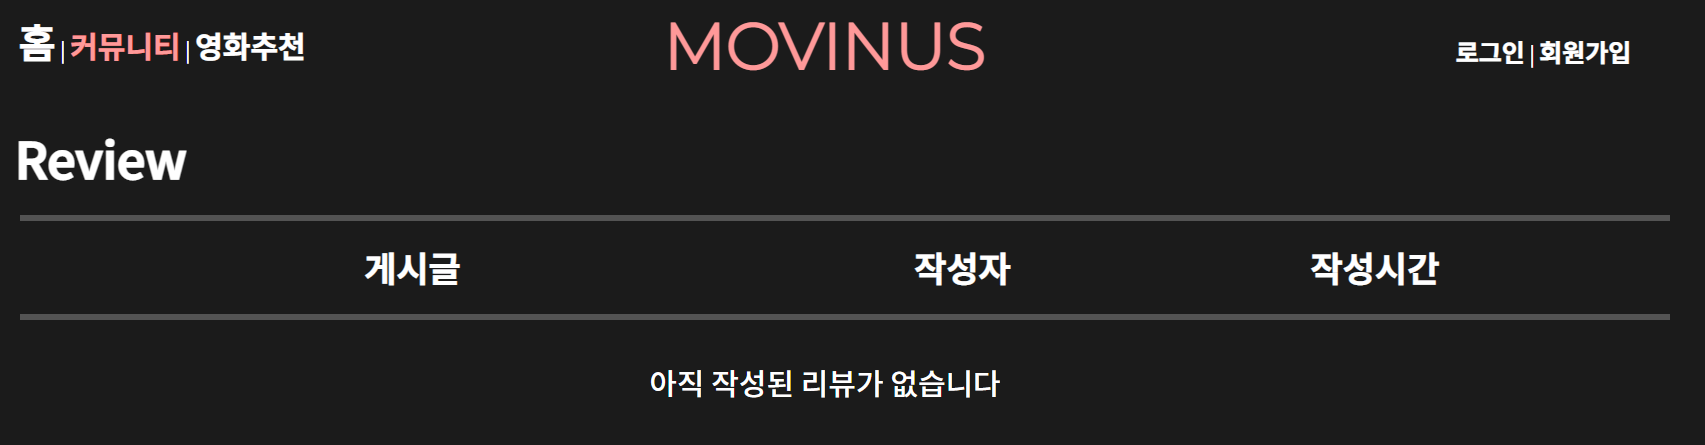 홈 | 커뮤니티 | 영화추천
MOVINUS
로그인 | 회원가입
Review
게시글 작성자 작성시간
아직 작성된 리뷰가 없습니다